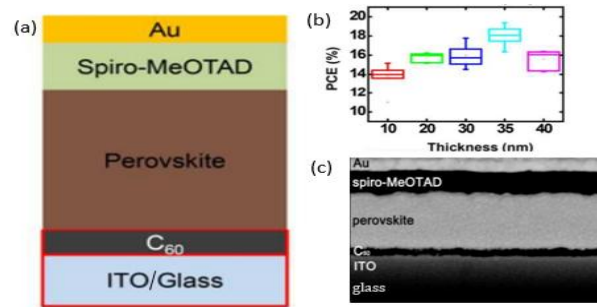 (a)
Au
Spiro-MeOTAD
Perovskite
C₆₀
ITO/Glass
(b)
PCE (%)
20
18
16
14
12
10
10 20 30 35 40
Thickness (nm)
(c)
Au
spiro-MeOTAD
perovskite
C₆₀
ITO
glass